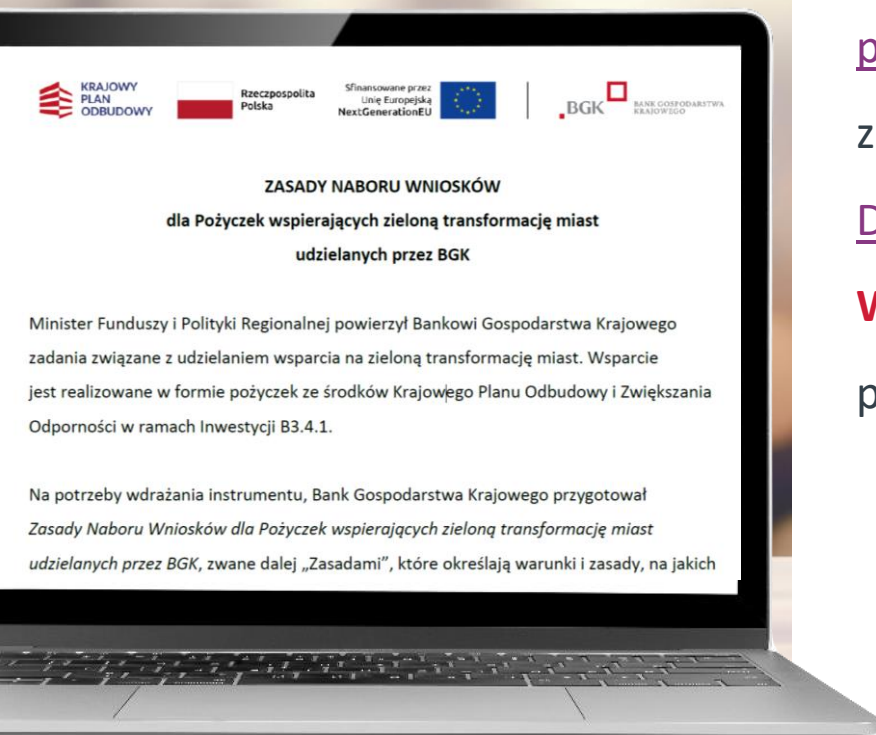 KRAJOWY
PLAN
ODBUDOWY
Rzeczpospolita
Polska
Sfinansowane przez
Unię Europejską
NextGenerationEU
BGK
BANK GOSPODARSTWA
KRAJOWEGO
ZASADY NABORU WNIOSKÓW
dla Pożyczek wspierających zieloną transformację miast
udzielanych przez BGK
Minister Funduszy i Polityki Regionalnej powierzył Bankowi Gospodarstwa Krajowego
zadania związane z udzielaniem wsparcia na zieloną transformację miast. Wsparcie
jest realizowane w formie pożyczek ze środków Krajowego Planu Odbudowy i Zwiększania
Odporności w ramach Inwestycji B3.4.1.
Na potrzeby wdrażania instrumentu, Bank Gospodarstwa Krajowego przygotował
Zasady Naboru Wniosków dla Pożyczek wspierających zieloną transformację miast
udzielanych przez BGK, zwane dalej „Zasadami”, które określają warunki i zasady, na jakich
p
z
D
p